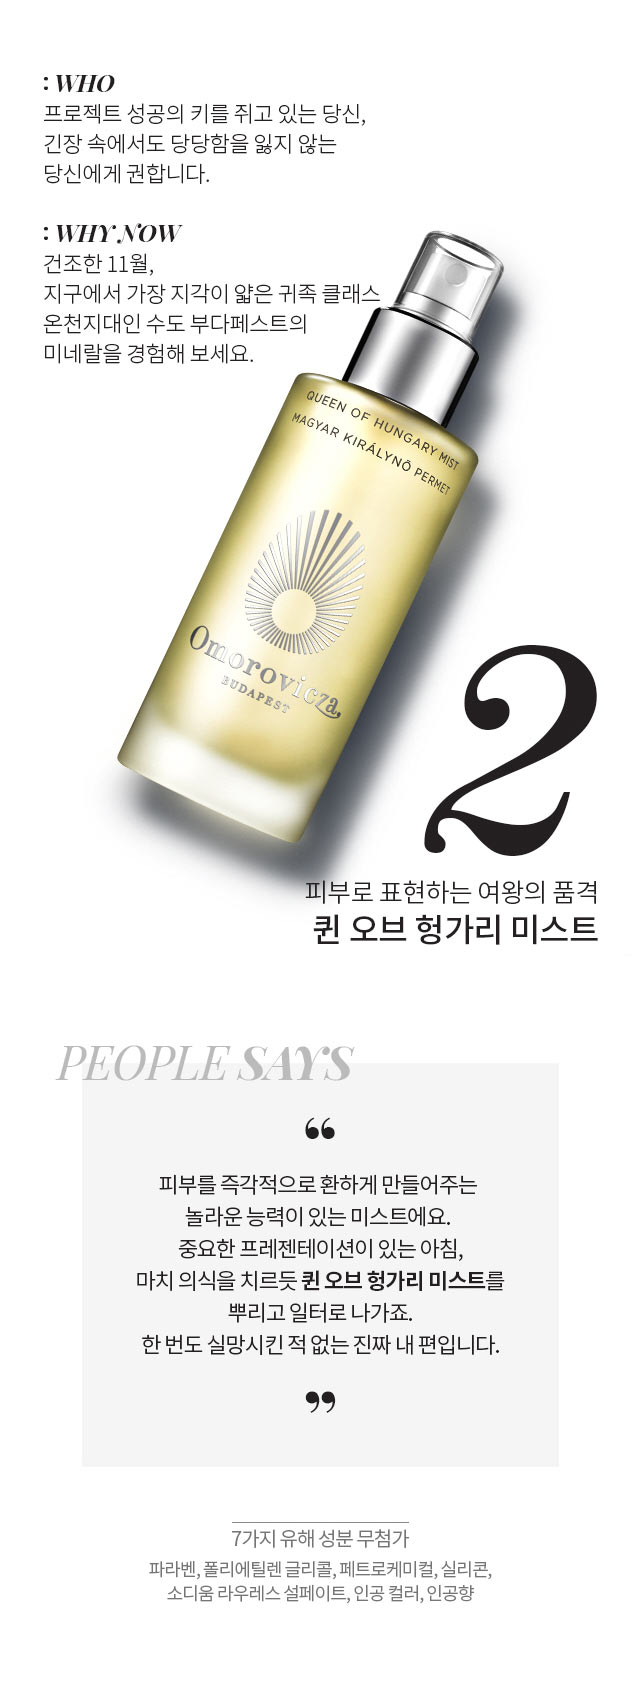 : WHO
프로젝트 성공의 키를 쥐고 있는 당신,
긴장 속에서도 당당함을 잃지 않는
당신에게 권합니다.
: WHY NOW
건조한 11월,
지구에서 가장 지각이 얇은 귀족 클래스
온천지대인 수도 부다페스트의
미네랄을 경험해 보세요.
QUEEN OF HUNGARY MIST
MAGYAR KIRÁLYNŐ PERMET
Omorovicza
BUDAPEST
2
피부로 표현하는 여왕의 품격
퀸 오브 헝가리 미스트
PEOPLE SAYS
“
피부를 즉각적으로 환하게 만들어주는
놀라운 능력이 있는 미스트에요.
중요한 프레젠테이션이 있는 아침,
마치 의식을 치르듯 퀸 오브 헝가리 미스트를
뿌리고 일터로 나가죠.
한 번도 실망시킨 적 없는 진짜 내 편입니다.
”
7가지 유해 성분 무첨가
파라벤, 폴리에틸렌 글리콜, 페트로케미컬, 실리콘,
소디움 라우레스 설페이트, 인공 컬러, 인공향